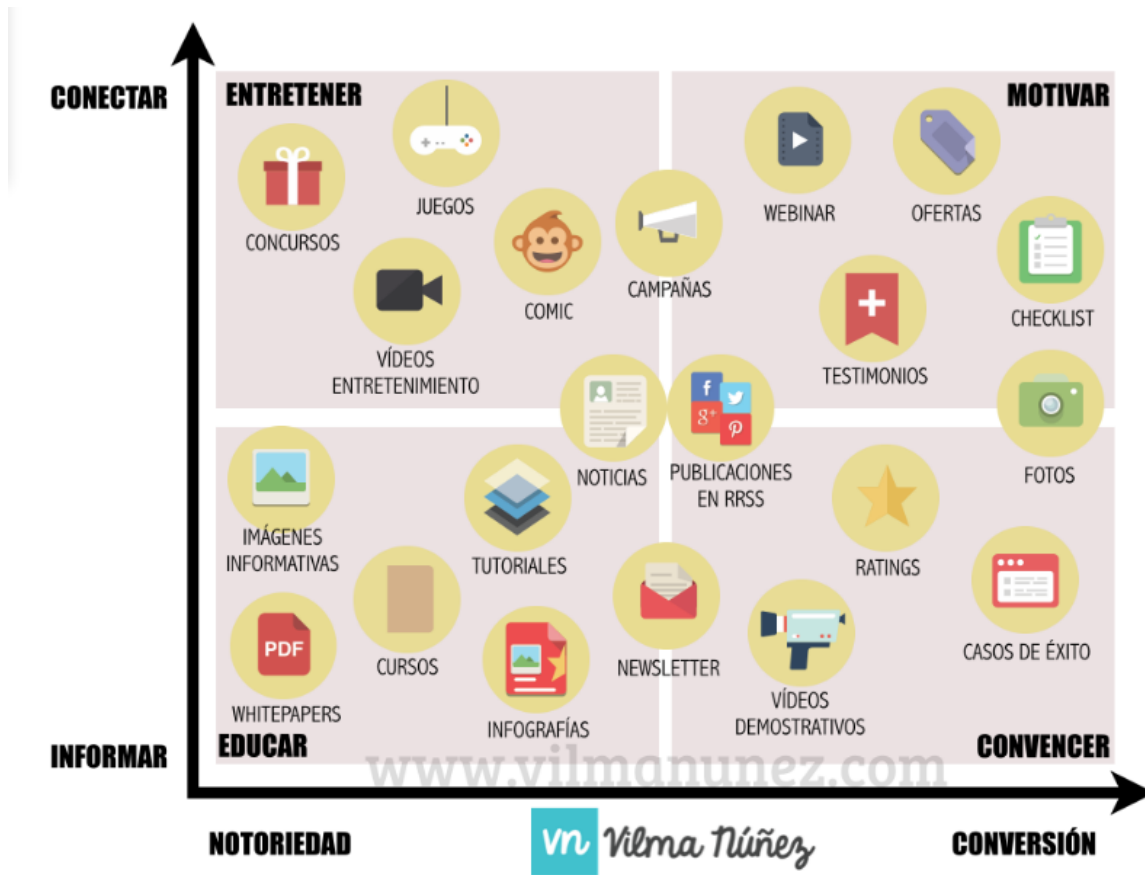 CONECTAR
ENTRETENER
MOTIVAR
JUEGOS
WEBINAR
OFERTAS
CONCURSOS
CAMPAÑAS
COMIC
CHECKLIST
VÍDEOS
ENTRETENIMIENTO
TESTIMONIOS
f
g+
NOTICIAS
PUBLICACIONES
EN RRSS
FOTOS
IMÁGENES
INFORMATIVAS
TUTORIALES
RATINGS
PDF
CURSOS
NEWSLETTER
CASOS DE ÉXITO
WHITEPAPERS
INFOGRAFÍAS
VÍDEOS
DEMOSTRATIVOS
INFORMAR
EDUCAR
CONVENCER
www.vilmanunez.com
NOTORIEDAD
vn Vilma Núñez
CONVERSIÓN